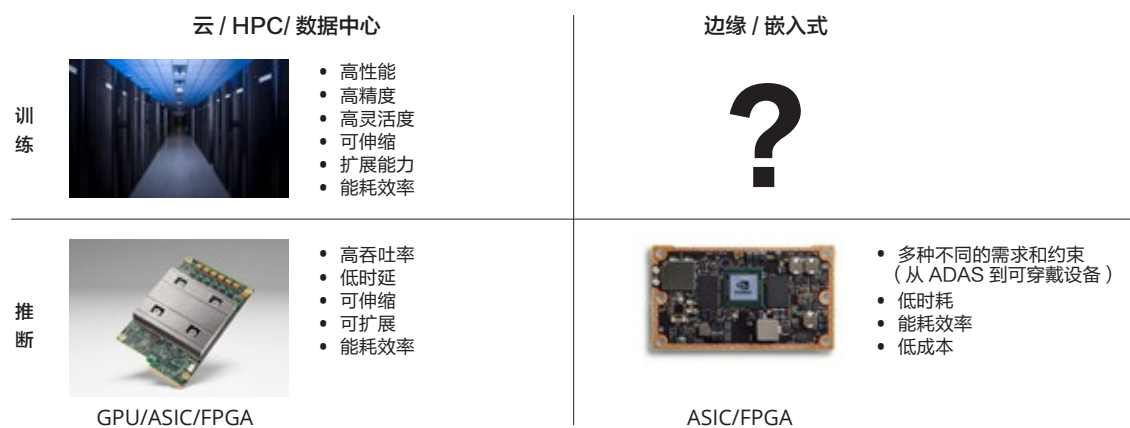 云 / HPC/ 数据中心
边缘 / 嵌入式
训练
• 高性能
• 高精度
• 高灵活度
• 可伸缩
• 扩展能力
• 能耗效率
?
推断
• 高吞吐率
• 低时延
• 可伸缩
• 可扩展
• 能耗效率
• 多种不同的需求和约束
（从 ADAS 到可穿戴设备）
• 低时耗
• 能耗效率
• 低成本
GPU/ASIC/FPGA
ASIC/FPGA